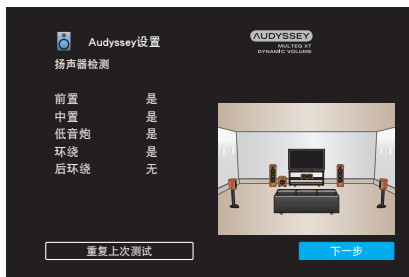 Audyssey设置
AUDYSSEY
MULTEQ XT
DYNAMIC VOLUME
扬声器检测
前置 是
中置 是
低音炮 是
环绕 是
后环绕 无
重复上次测试
下一步